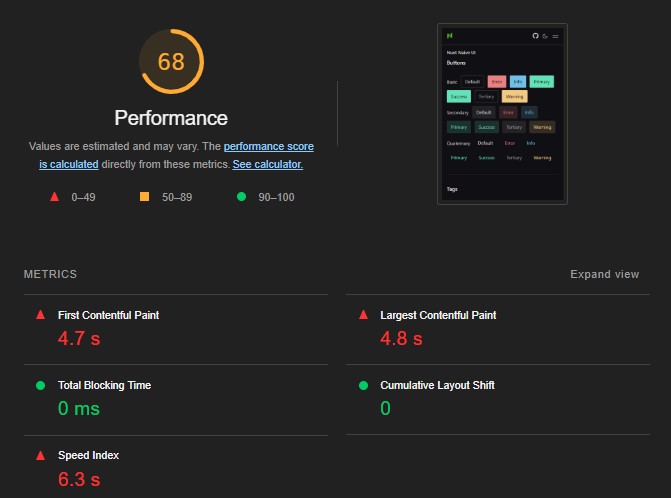 68
Performance
Values are estimated and may vary. The performance score
is calculated directly from these metrics. See calculator.
0–49
50–89
90–100
Nuxt Naive UI
Buttons
Basic Default Error Info Primary
Success Tertiary Warning
Secondary Default Error Info
Primary Success Tertiary Warning
Quaternary Default Error Info
Primary Success Tertiary Warning
Tags
METRICS
Expand view
First Contentful Paint
4.7 s
Largest Contentful Paint
4.8 s
Total Blocking Time
0 ms
Cumulative Layout Shift
0
Speed Index
6.3 s